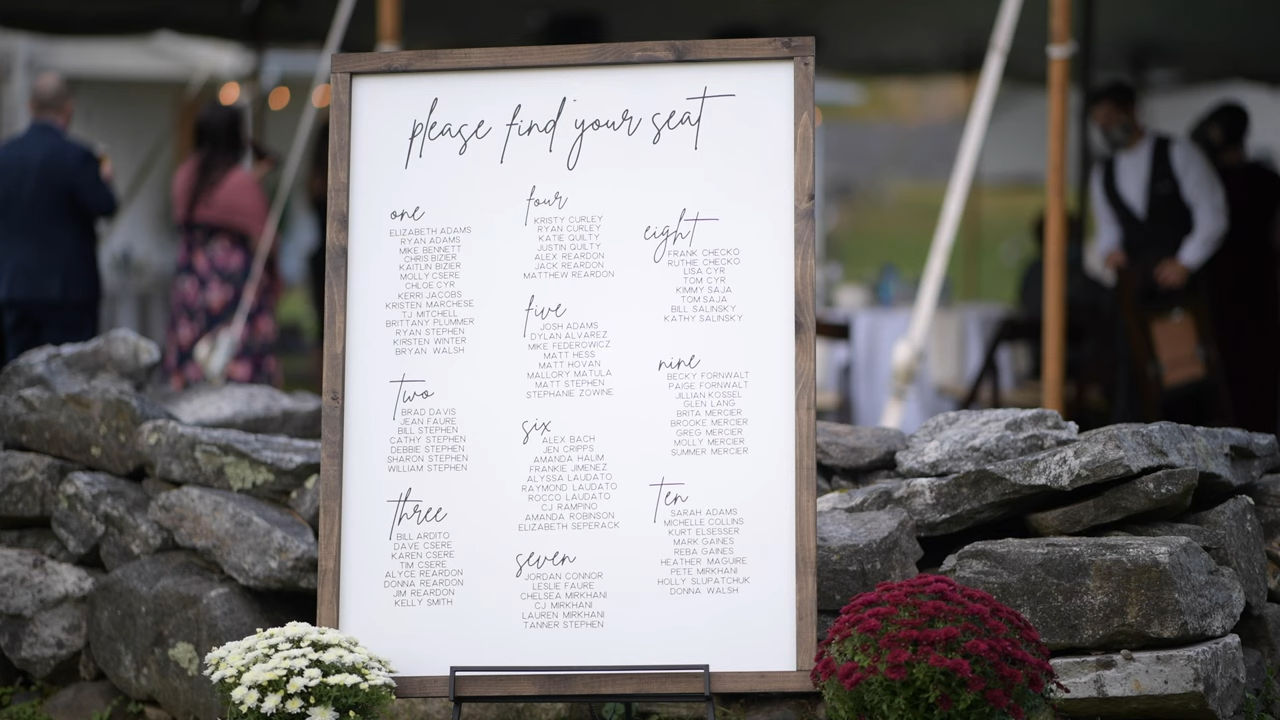 please find your seat
one
ELIZABETH ADAMS
RYAN ADAMS
MIKE BENNETT
CHRIS BIZIER
KAITLIN BIZIER
MOLLY CSERE
CHLOE CYR
KERRI JACOBS
KRISTEN MARCHESE
TJ MITCHELL
BRITTANY PLUMMER
RYAN STEPHEN
KIRSTEN WINTER
BRYAN WALSH
two
BRAD DAVIS
JEAN FAURE
BILL STEPHEN
CATHY STEPHEN
DEBBIE STEPHEN
SHARON STEPHEN
WILLIAM STEPHEN
three
BILL ARDITO
DAVE CSERE
KAREN CSERE
TIM CSERE
ALYCE REARDON
DONNA REARDON
JIM REARDON
KELLY SMITH
four
KRISTY CURLEY
RYAN CURLEY
KATIE QUILTY
JUSTIN QUILTY
ALEX REARDON
JACK REARDON
MATTHEW REARDON
five
JOSH ADAMS
DYLAN ALVAREZ
MIKE FEDEROWICZ
MATT HESS
MATT HOVAN
MALLORY MATULA
MATT STEPHEN
STEPHANIE ZOWINE
six
ALEX BACH
JEN CRIPPS
AMANDA HALIM
FRANKIE JIMENEZ
ALYSSA LAUDATO
RAYMOND LAUDATO
ROCCO LAUDATO
CJ RAMPINO
AMANDA ROBINSON
ELIZABETH SEPERACK
seven
JORDAN CONNOR
LESLIE FAURE
CHELSEA MIRKHANI
CJ MIRKHANI
LAUREN MIRKHANI
TANNER STEPHEN
eight
FRANK CHECKO
RUTHIE CHECKO
LISA CYR
TOM CYR
KIMMY SAJA
TOM SAJA
BILL SALINSKY
KATHY SALINSKY
nine
BECKY FORNWALT
PAIGE FORNWALT
JILLIAN KOSSEL
GLEN LANG
BRITA MERCIER
BROOKE MERCIER
GREG MERCIER
MOLLY MERCIER
SUMMER MERCIER
ten
SARAH ADAMS
MICHELLE COLLINS
KURT ELSESSER
MARK GAINES
REBA GAINES
HEATHER MAGUIRE
PETE MIRKHANI
HOLLY SLUPATCHUK
DONNA WALSH